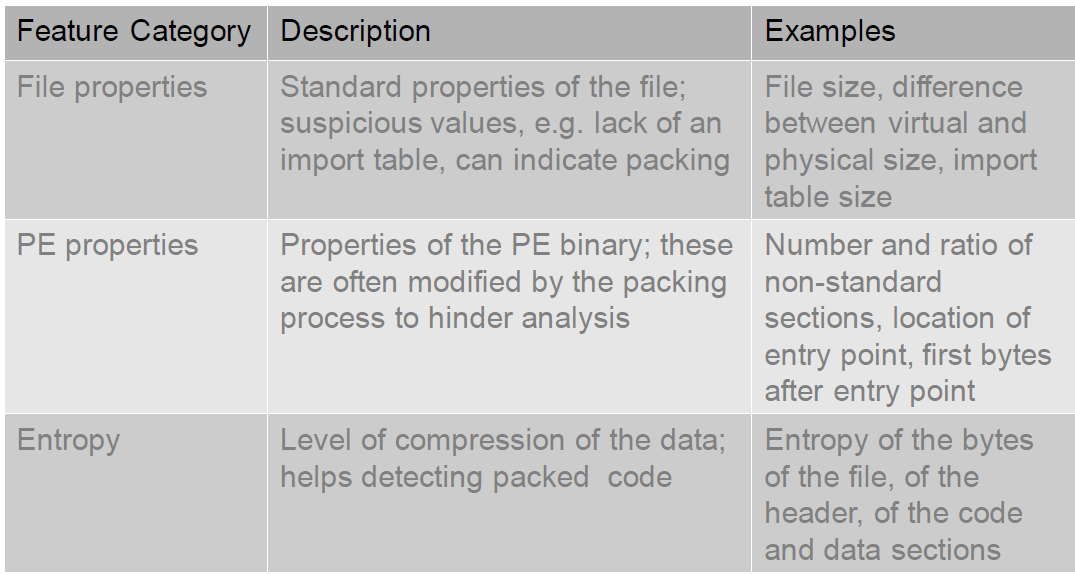 Feature Category
Description
Examples
File properties
Standard properties of the file;
suspicious values, e.g. lack of an
import table, can indicate packing
File size, difference
between virtual and
physical size, import
table size
PE properties
Properties of the PE binary; these
are often modified by the packing
process to hinder analysis
Number and ratio of
non-standard
sections, location of
entry point, first bytes
after entry point
Entropy
Level of compression of the data;
helps detecting packed  code
Entropy of the bytes
of the file, of the
header, of the code
and data sections